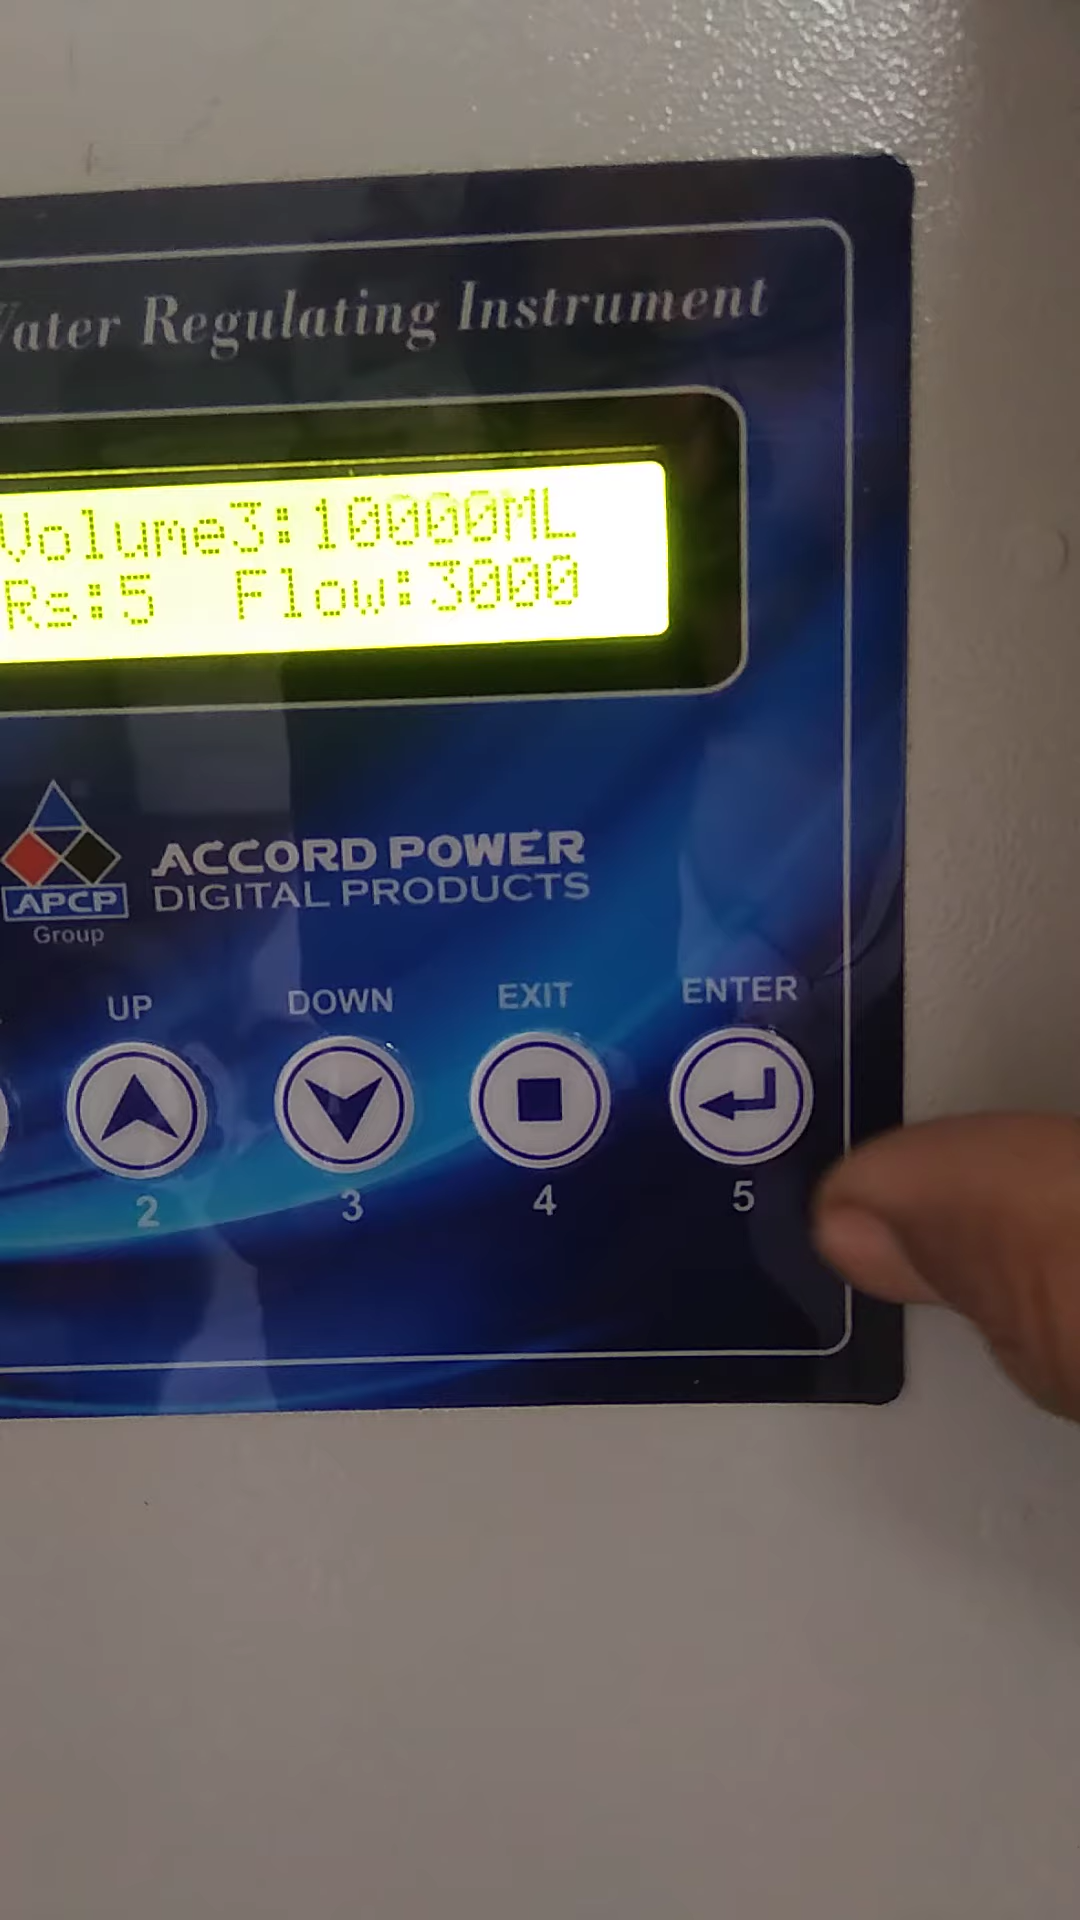 Water Regulating Instrument
Volume3:10000ML
Rs:5 Flow:3000
APCP
Group
ACCORD POWER
DIGITAL PRODUCTS
UP DOWN EXIT ENTER
2 3 4 5